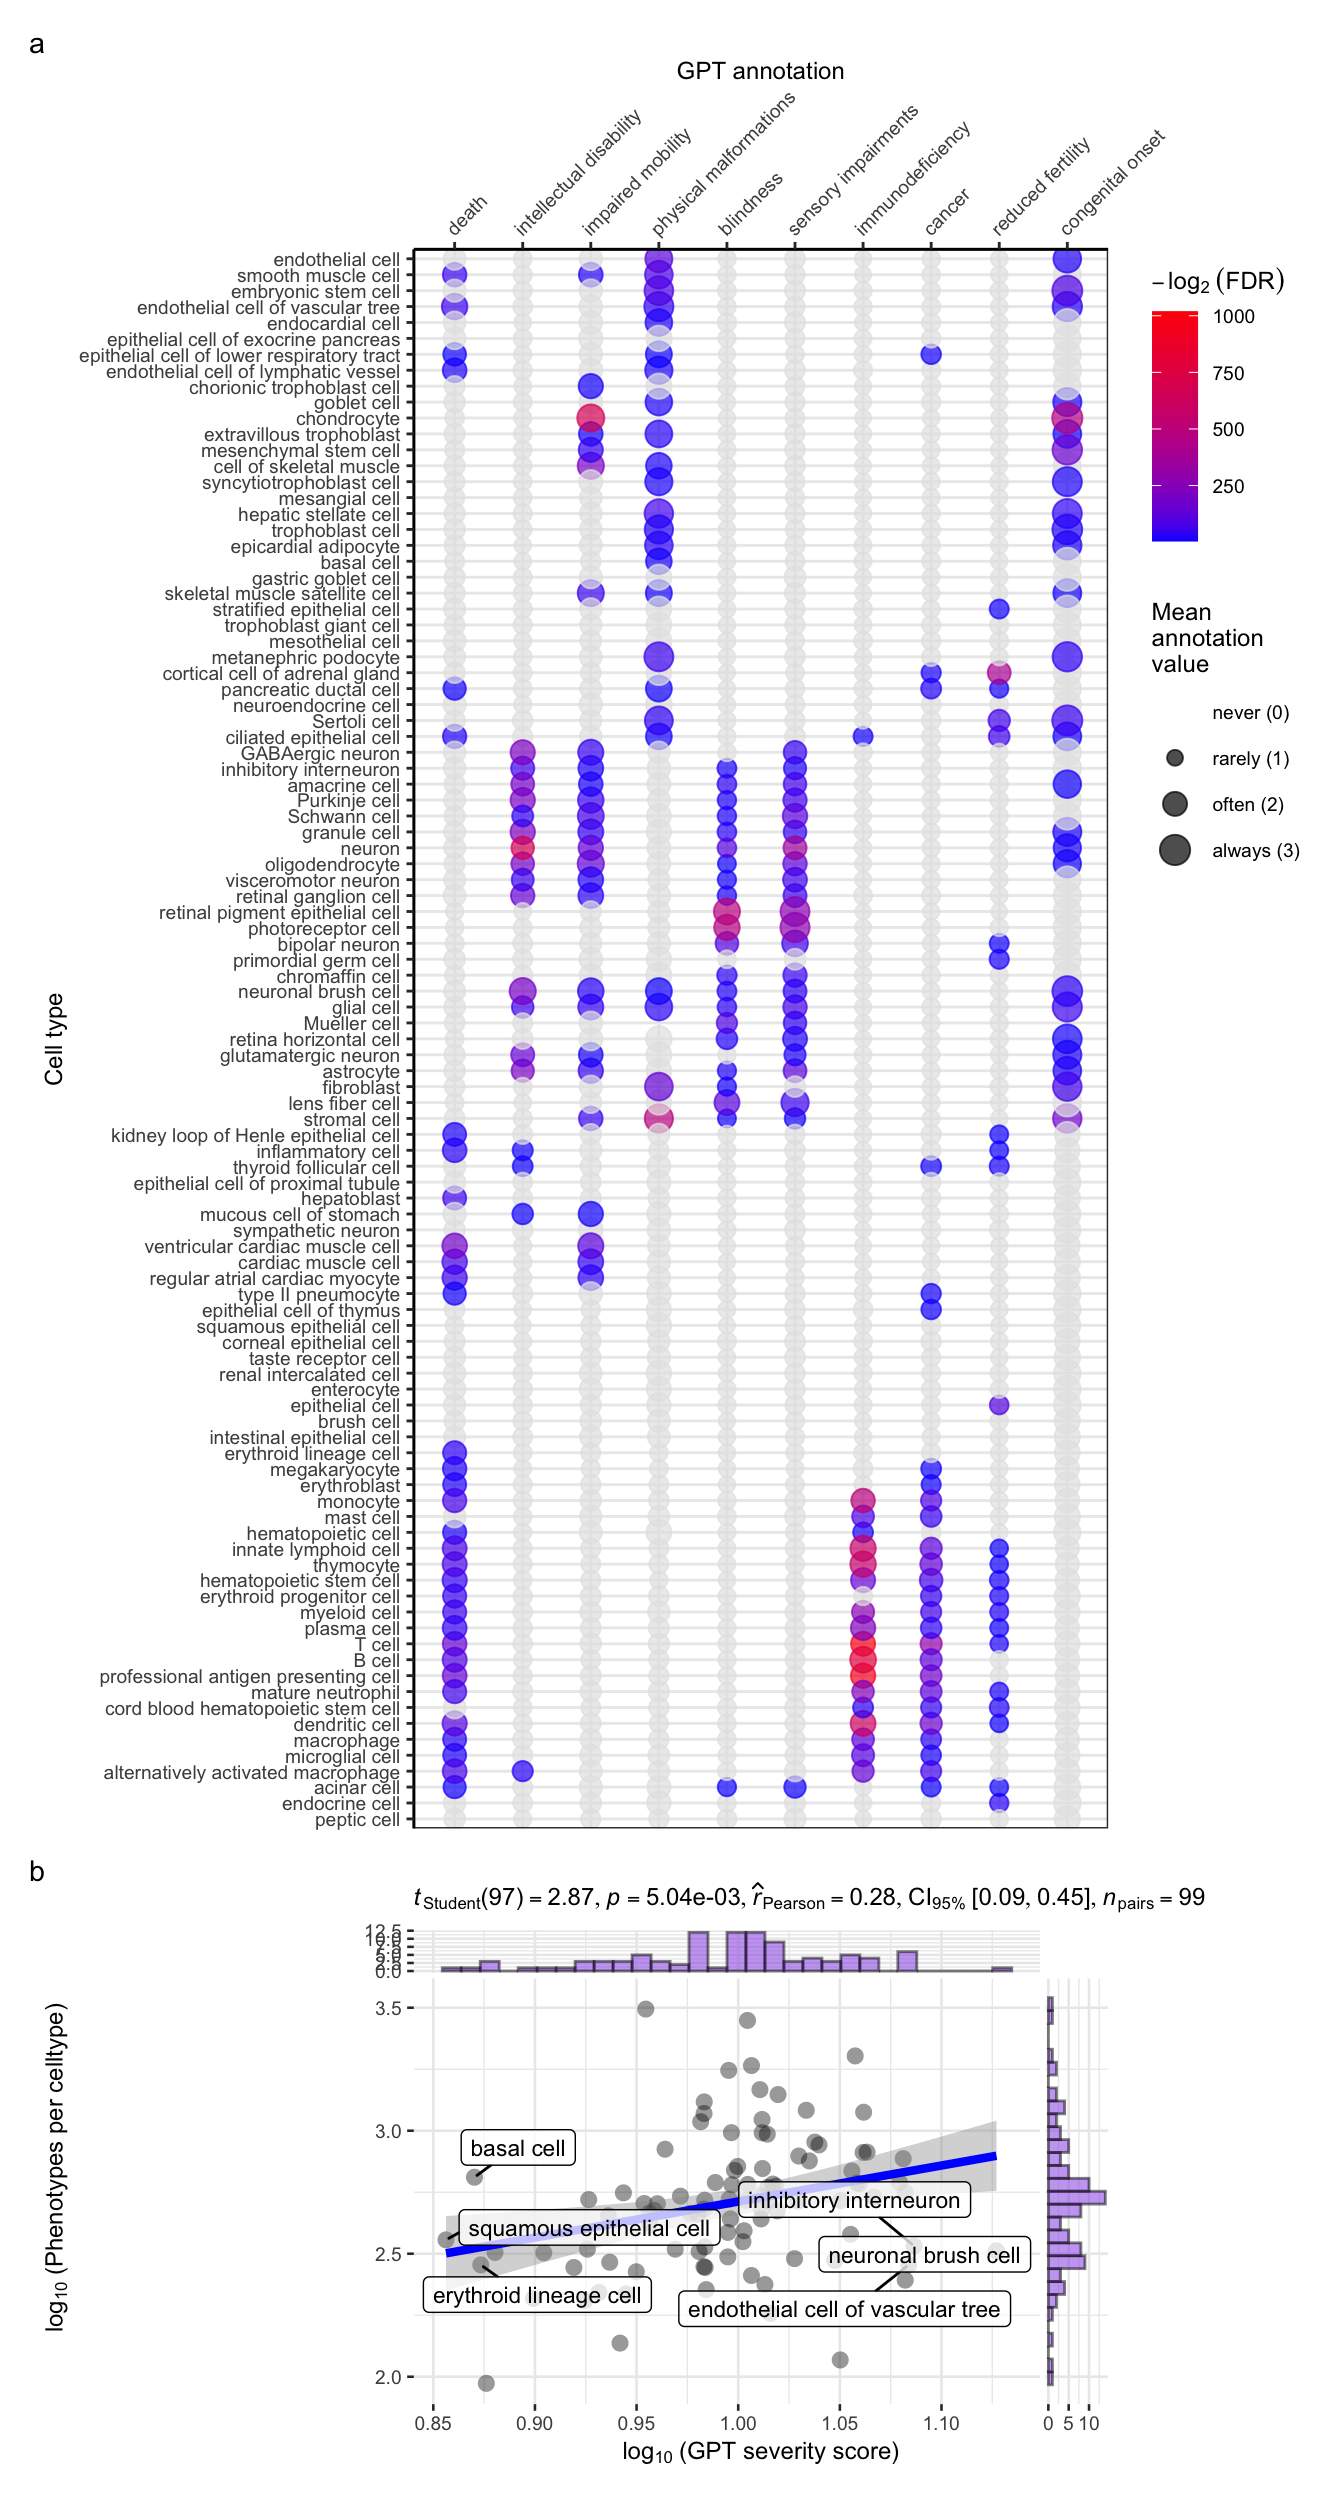 a
GPT annotation
death
intellectual disability
impaired mobility
physical malformations
blindness
sensory impairments
immunodeficiency
cancer
reduced fertility
congenital onset
Cell type
endothelial cell
smooth muscle cell
embryonic stem cell
endothelial cell of vascular tree
endocardial cell
epithelial cell of exocrine pancreas
epithelial cell of lower respiratory tract
endothelial cell of lymphatic vessel
chorionic trophoblast cell
goblet cell
chondrocyte
extravillous trophoblast
mesenchymal stem cell
cell of skeletal muscle
syncytiotrophoblast cell
mesangial cell
hepatic stellate cell
trophoblast cell
epicardial adipocyte
basal cell
gastric goblet cell
skeletal muscle satellite cell
stratified epithelial cell
trophoblast giant cell
mesothelial cell
metanephric podocyte
cortical cell of adrenal gland
pancreatic ductal cell
neuroendocrine cell
Sertoli cell
ciliated epithelial cell
GABAergic neuron
inhibitory interneuron
amacrine cell
Purkinje cell
Schwann cell
granule cell
neuron
oligodendrocyte
visceromotor neuron
retinal ganglion cell
retinal pigment epithelial cell
photoreceptor cell
bipolar neuron
primordial germ cell
chromaffin cell
neuronal brush cell
glial cell
Mueller cell
retina horizontal cell
glutamatergic neuron
astrocyte
fibroblast
lens fiber cell
stromal cell
kidney loop of Henle epithelial cell
inflammatory cell
thyroid follicular cell
epithelial cell of proximal tubule
hepatoblast
mucous cell of stomach
sympathetic neuron
ventricular cardiac muscle cell
cardiac muscle cell
regular atrial cardiac myocyte
type II pneumocyte
epithelial cell of thymus
squamous epithelial cell
corneal epithelial cell
taste receptor cell
renal intercalated cell
enterocyte
epithelial cell
brush cell
intestinal epithelial cell
erythroid lineage cell
megakaryocyte
erythroblast
monocyte
mast cell
hematopoietic cell
innate lymphoid cell
thymocyte
hematopoietic stem cell
erythroid progenitor cell
myeloid cell
plasma cell
T cell
B cell
professional antigen presenting cell
mature neutrophil
cord blood hematopoietic stem cell
dendritic cell
macrophage
microglial cell
alternatively activated macrophage
acinar cell
endocrine cell
peptic cell
−log₂ (FDR)
1000
750
500
250
Mean
annotation
value
never (0)
rarely (1)
often (2)
always (3)
b
t Student(97) = 2.87, p = 5.04e-03, r̂ Pearson = 0.28, CI 95% [0.09, 0.45], n pairs = 99
12.5
10.0
7.5
5.0
2.5
0.0
log₁₀ (Phenotypes per celltype)
3.5
3.0
2.5
2.0
basal cell
squamous epithelial cell
erythroid lineage cell
inhibitory interneuron
neuronal brush cell
endothelial cell of vascular tree
0.85 0.90 0.95 1.00 1.05 1.10
0 5 10
log₁₀ (GPT severity score)